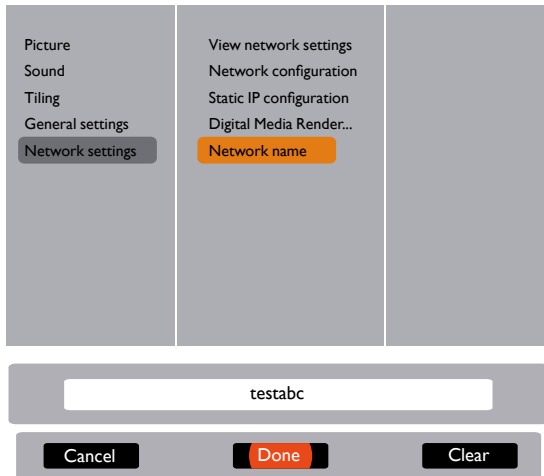 Picture
Sound
Tiling
General settings
Network settings
View network settings
Network configuration
Static IP configuration
Digital Media Render...
Network name
testabc
Cancel
Done
Clear